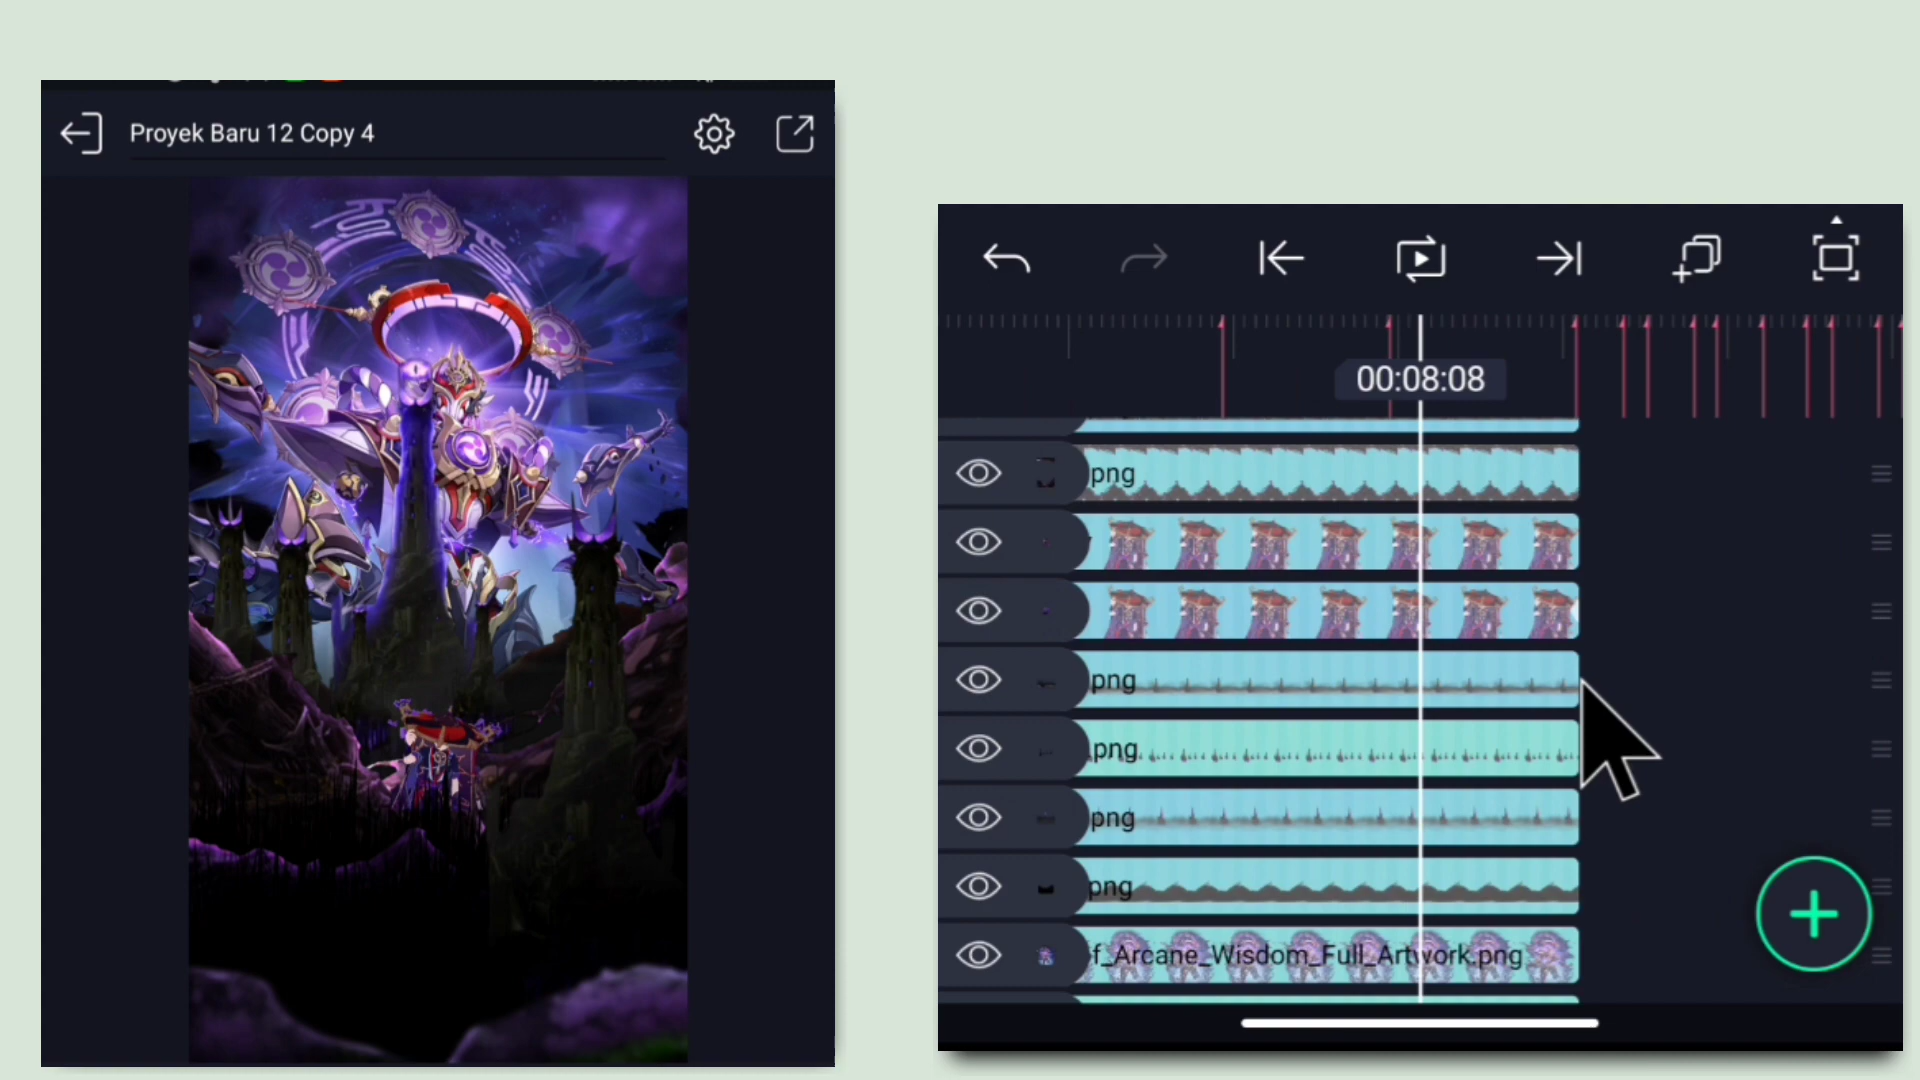 Proyek Baru 12 Copy 4
00:08:08
png
png
png
png
png
f_Arcane_Wisdom_Full_Artwork.png